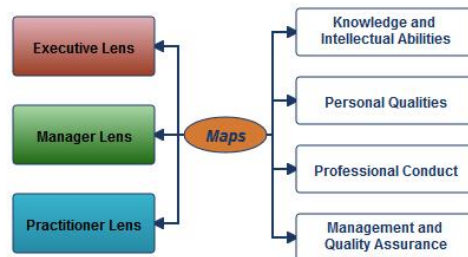 Executive Lens
Manager Lens
Practitioner Lens
Maps
Knowledge and
Intellectual Abilities
Personal Qualities
Professional Conduct
Management and
Quality Assurance